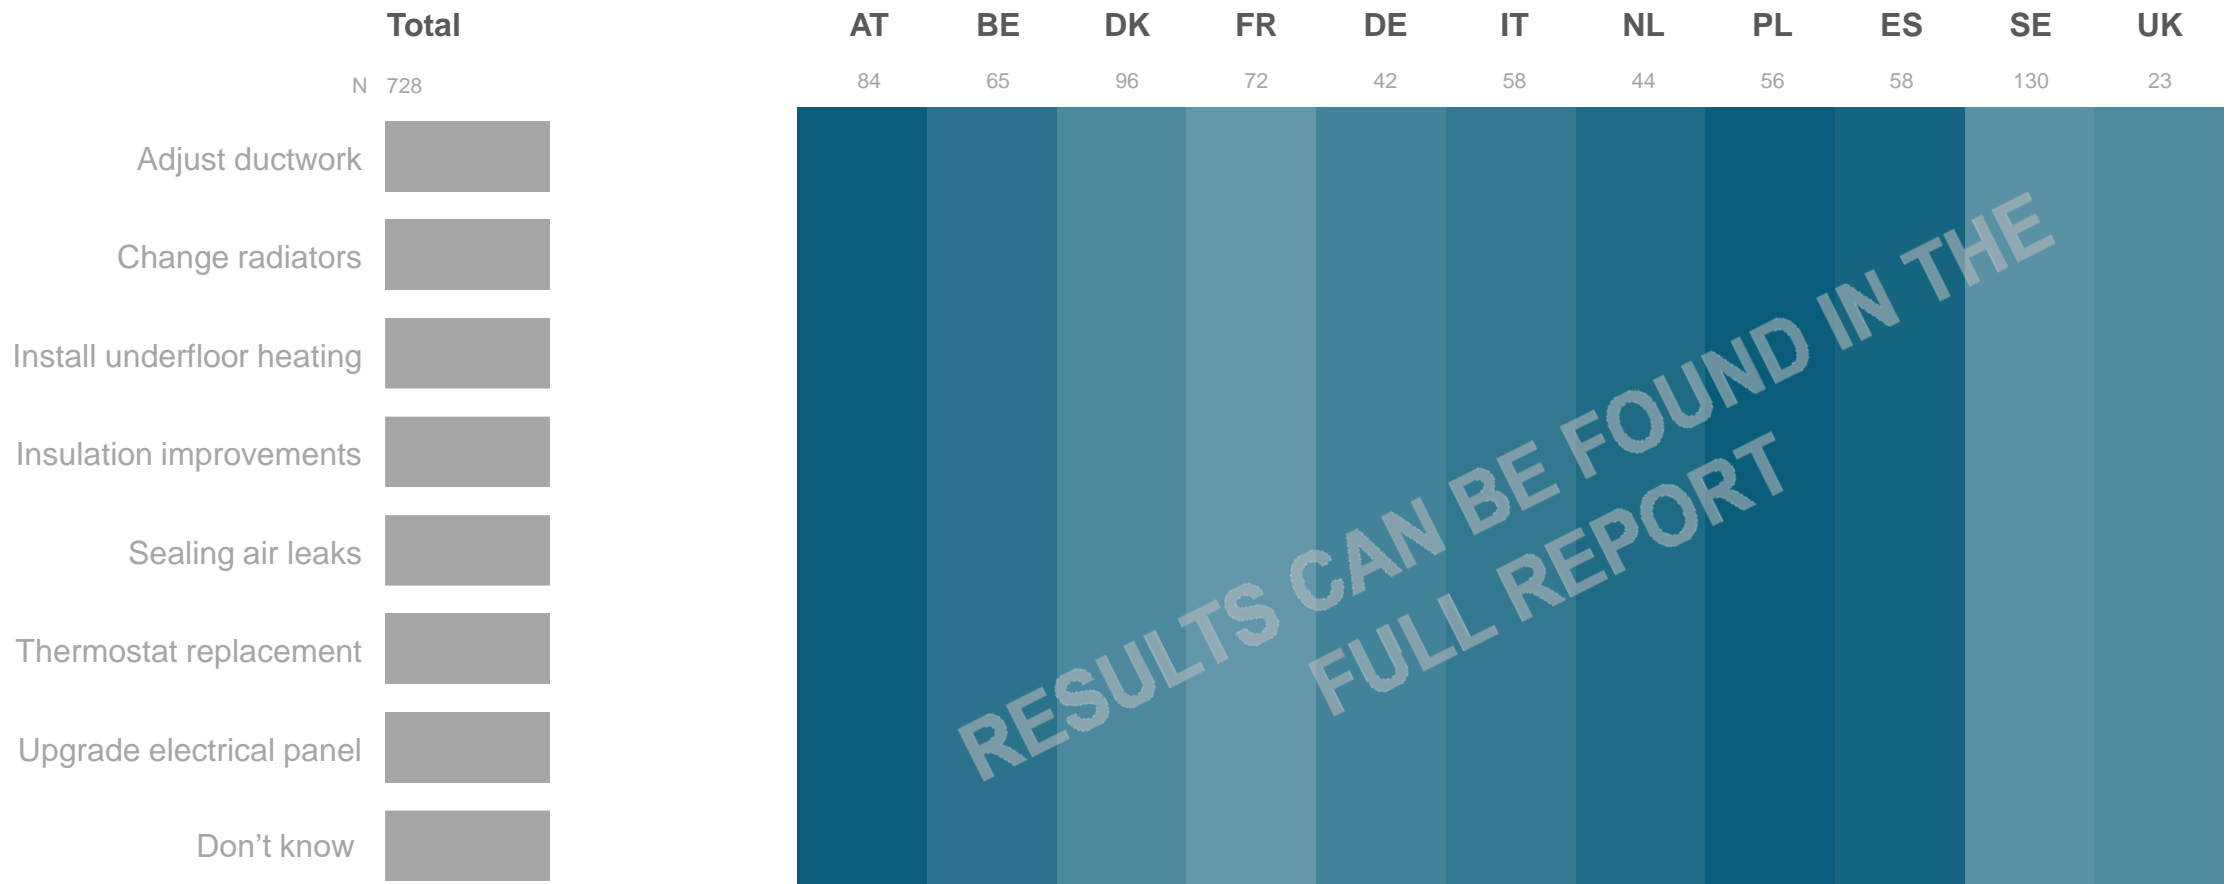 Total AT BE DK FR DE IT NL PL ES SE UK
N 728 84 65 96 72 42 58 44 56 58 130 23
Adjust ductwork
Change radiators
Install underfloor heating
Insulation improvements
Sealing air leaks
Thermostat replacement
Upgrade electrical panel
Don’t know
RESULTS CAN BE FOUND IN THE
FULL REPORT